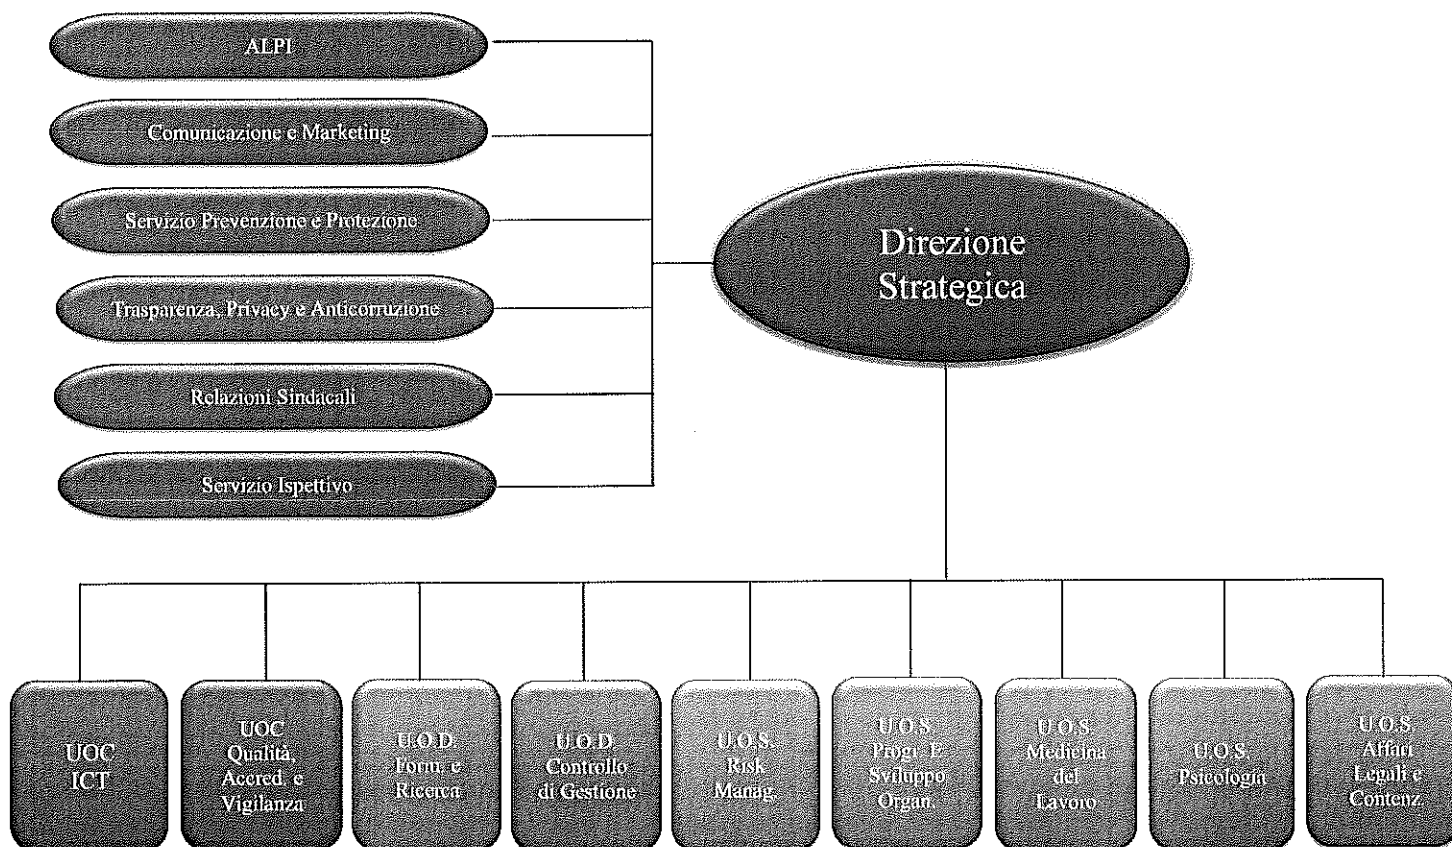 ALPI
Comunicazione e Marketing
Servizio Prevenzione e Protezione
Trasparenza, Privacy e Anticorruzione
Relazioni Sindacali
Servizio Ispettivo
Direzione
Strategica
UOC
ICT
UOC
Qualità,
Accred. e
Vigilanza
U.O.D.
Form. e
Ricerca
U.O.D.
Controllo
di Gestione
U.O.S.
Risk
Manag.
U.O.S.
Progr. E
Sviluppo
Organ.
U.O.S.
Medicina
del
Lavoro
U.O.S.
Psicologia
U.O.S.
Affari
Legali e
Contenz.